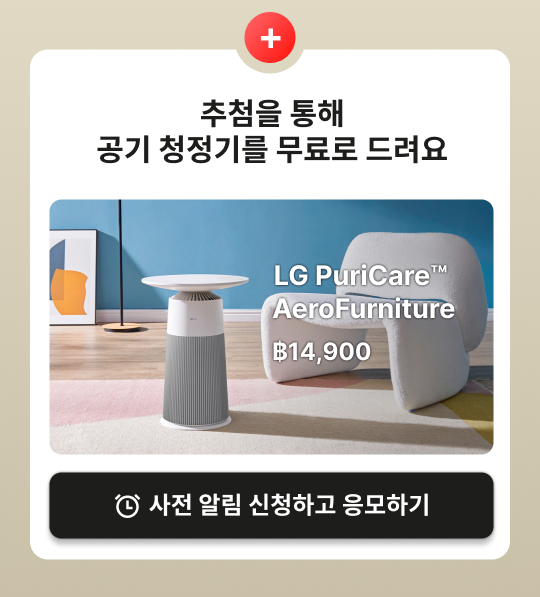 추첨을 통해
공기 청정기를 무료로 드려요
LG PuriCare™
AeroFurniture
฿14,900
사전 알림 신청하고 응모하기